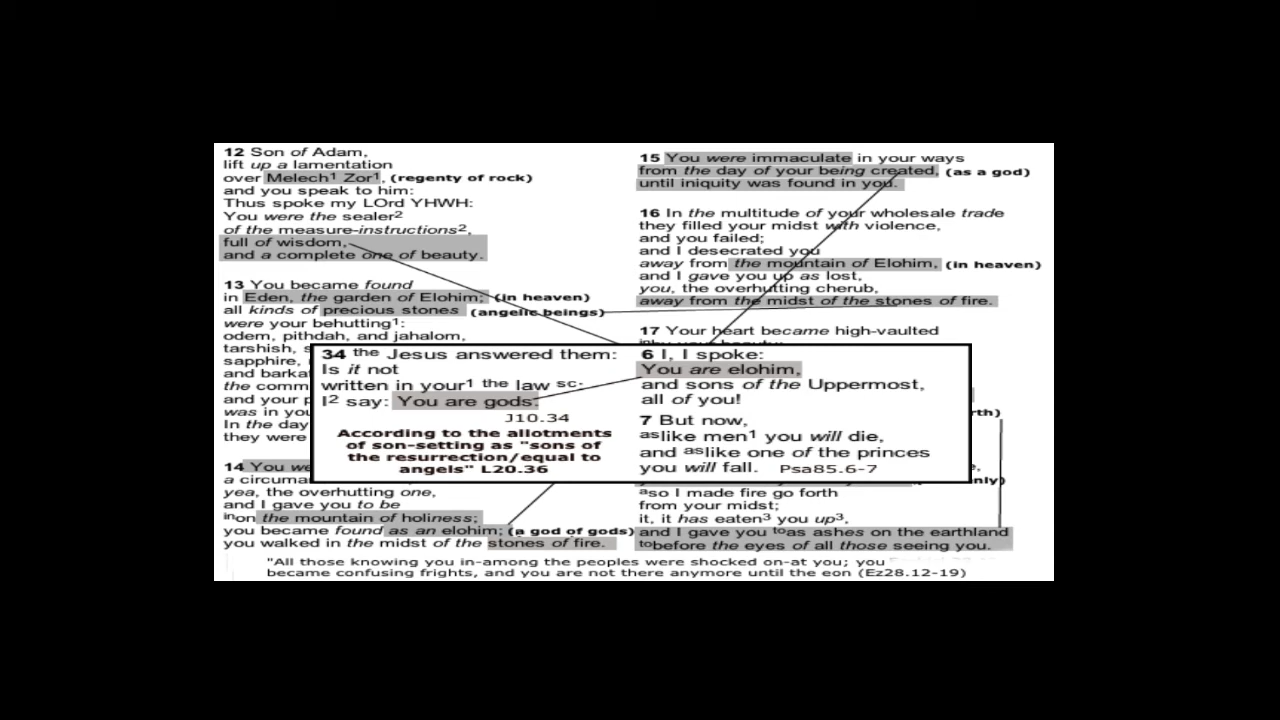 12 Son of Adam,
lift up a lamentation
over Melech1 Zor1, (regenty of rock)
and you speak to him:
Thus spoke my LOrd YHWH:
You were the sealer2
of the measure-instructions2,
full of wisdom,
and a complete one of beauty.
13 You became found
in Eden, the garden of Elohim; (in heaven)
all kinds of precious stones (angelic beings)
were your behutting1:
odem, pithdah, and jahalom,
tarshish, s
sapphire,
and barka
the comm
and your p
was in you
In the day
they were
14 You we
a circuma
yea, the overhutting one,
and I gave you to be
inon the mountain of holiness;
you became found as an elohim; (a god of gods)
you walked in the midst of the stones of fire.
15 You were immaculate in your ways
from the day of your being created, (as a god)
until iniquity was found in you.
16 In the multitude of your wholesale trade
they filled your midst with violence,
and you failed;
and I desecrated you
away from the mountain of Elohim, (in heaven)
and I gave you up as lost,
you, the overhutting cherub,
away from the midst of the stones of fire.
17 Your heart became high-vaulted
rth)
nly)
aso I made fire go forth
from your midst;
it, it has eaten3 you up3,
and I gave you toas ashes on the earthland
tobefore the eyes of all those seeing you.
34 the Jesus answered them:
Is it not
written in your1 the law sc-
I2 say: You are gods.
J10.34
According to the allotments
of son-setting as "sons of
the resurrection/equal to
angels" L20.36
6 I, I spoke:
You are elohim,
and sons of the Uppermost,
all of you!
7 But now,
aslike men1 you will die,
and aslike one of the princes
you will fall. Psa85.6-7
"All those knowing you in-among the peoples were shocked on-at you; you
became confusing frights, and you are not there anymore until the eon (Ez28.12-19)